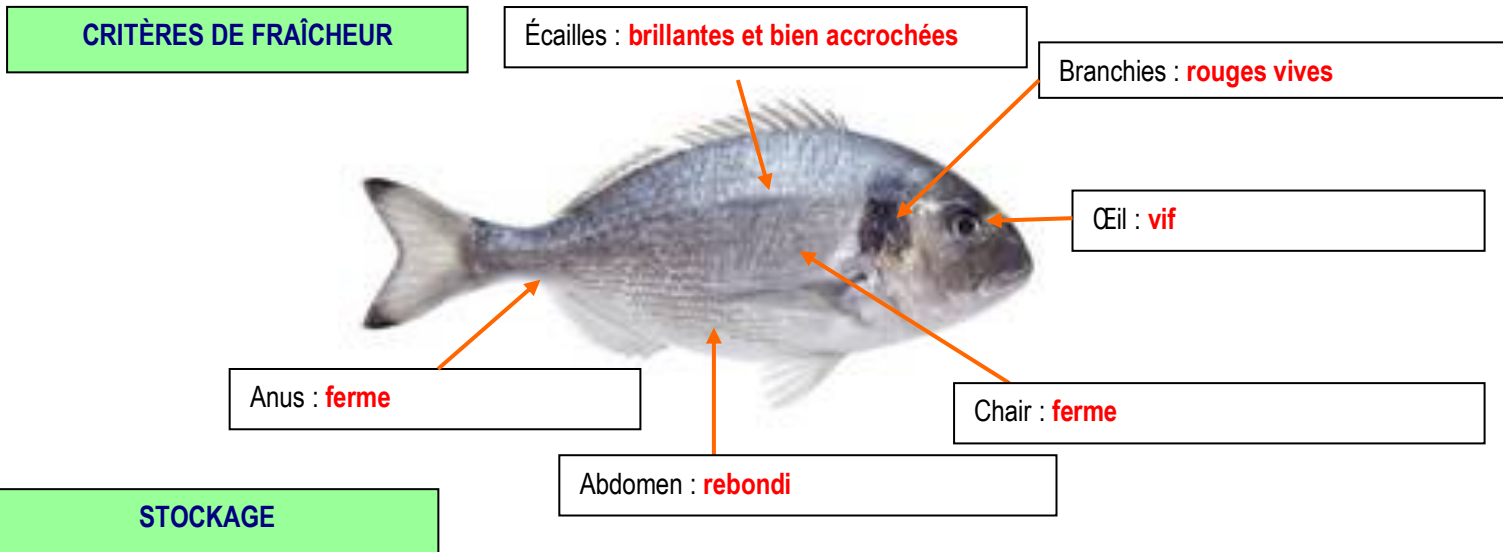 CRITÈRES DE FRAÎCHEUR
Écailles : brillantes et bien accrochées
Branchies : rouges vives
Œil : vif
Anus : ferme
Chair : ferme
Abdomen : rebondi
STOCKAGE